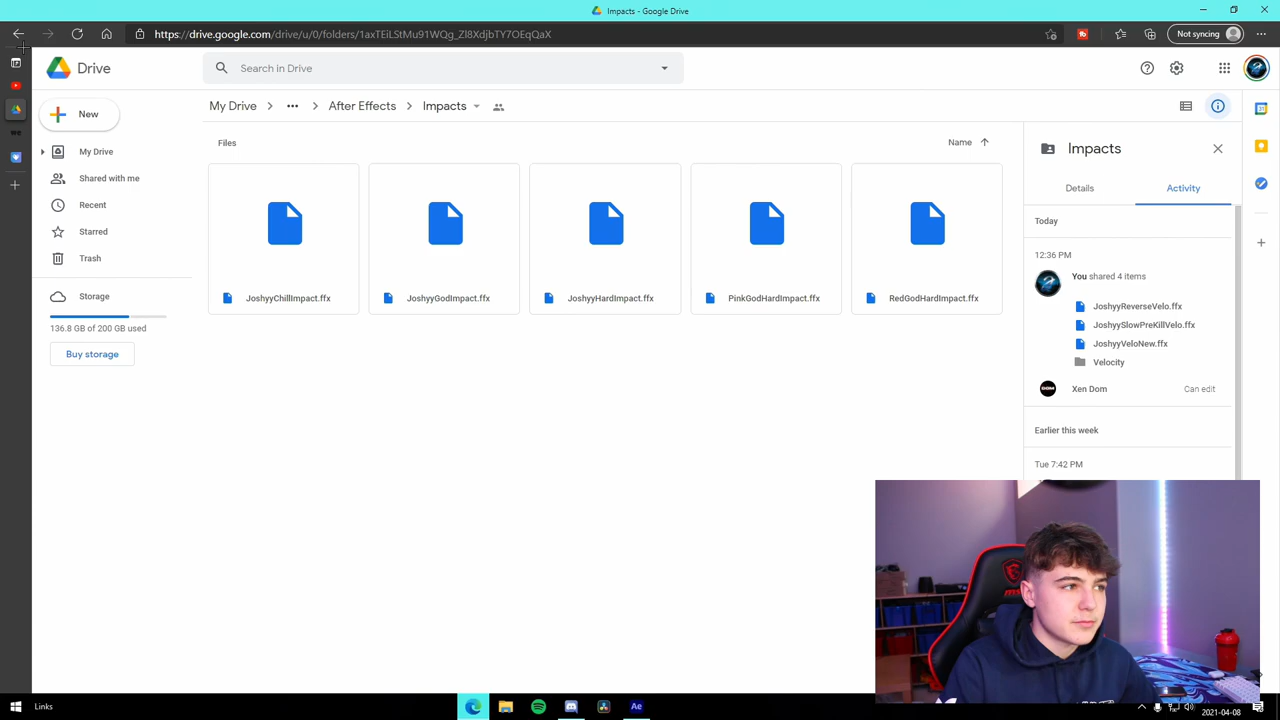 Impacts - Google Drive
https://drive.google.com/drive/u/0/folders/1axTEiLStMu91WQg_Zl8XdjbTY7OEqQaX
Not syncing
Drive
Search in Drive
New
My Drive
Shared with me
Recent
Starred
Trash
Storage
136.8 GB of 200 GB used
Buy storage
My Drive > ••• > After Effects > Impacts
Files
Name
JoshyyChillImpact.ffx
JoshyyGodImpact.ffx
JoshyyHardImpact.ffx
PinkGodHardImpact.ffx
RedGodHardImpact.ffx
Impacts
Details
Activity
Today
12:36 PM
You shared 4 items
JoshyyReverseVelo.ffx
JoshyySlowPreKillVelo.ffx
JoshyyVeloNew.ffx
Velocity
Xen Dom
Can edit
Earlier this week
Tue 7:42 PM
Links
Ae
2021-04-08